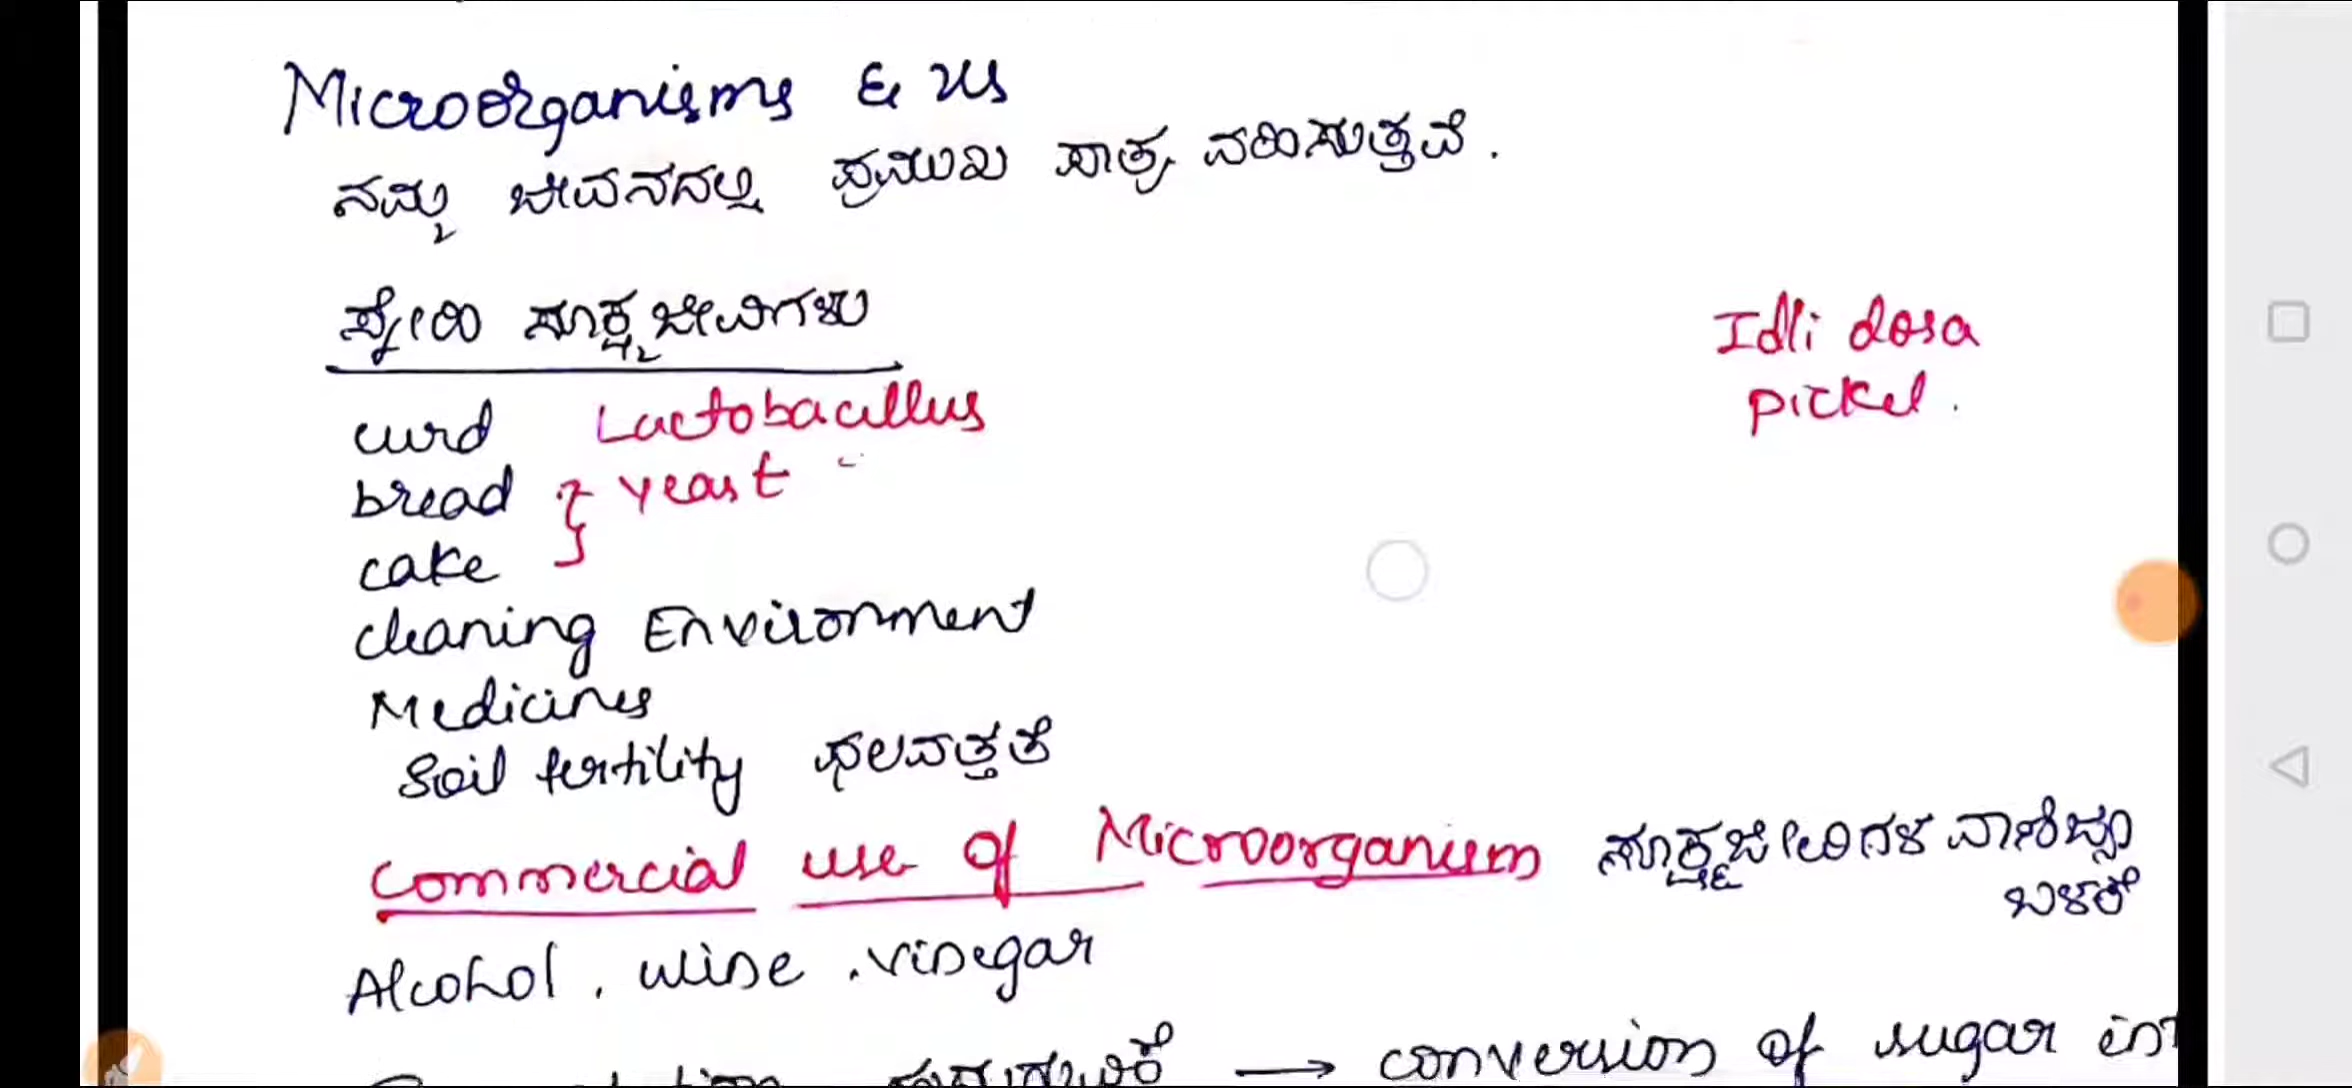 Microorganisms & us
ನಮ್ಮ ಜೀವನದಲ್ಲಿ ಪ್ರಮುಖ ಪಾತ್ರ ವಹಿಸುತ್ತವೆ.
ಸ್ನೇಹಿ ಸೂಕ್ಷ್ಮಜೀವಿಗಳು
Idli dosa
pickel.
curd Lactobacillus
bread } yeast
cake
cleaning Environment
Medicines
Soil fertility ಫಲವತ್ತತೆ
Commercial use of Microorganism ಸೂಕ್ಷ್ಮಜೀವಿಗಳ ವಾಣಿಜ್ಯ
ಬಳಕೆ
Alcohol, wine, vinegar
→ conversion of sugar int